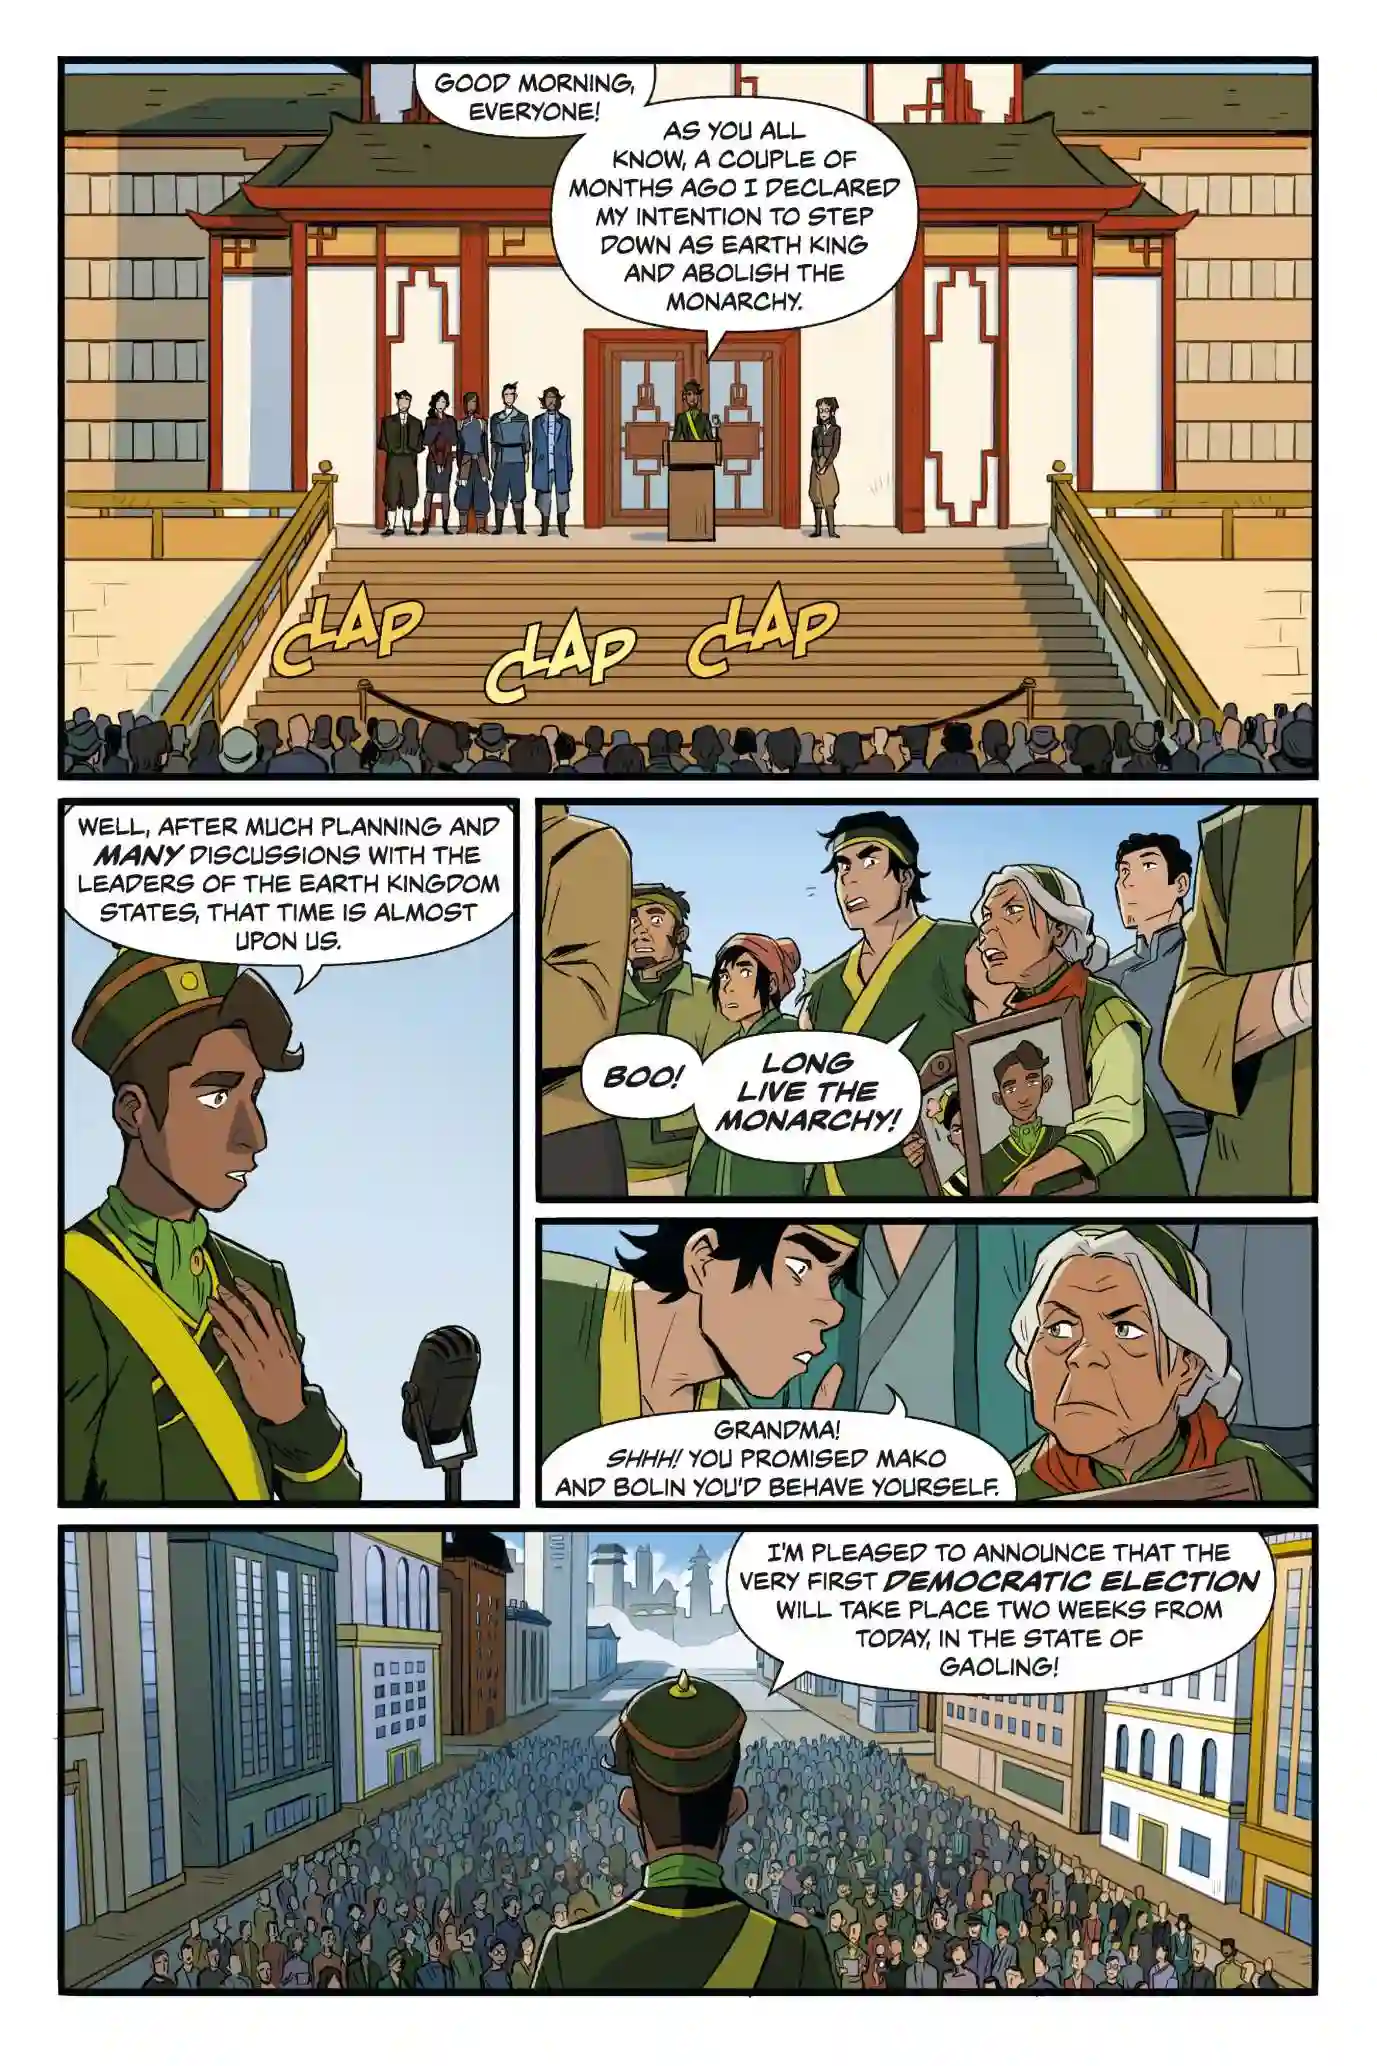 GOOD MORNING,
EVERYONE!
AS YOU ALL
KNOW, A COUPLE OF
MONTHS AGO I DECLARED
MY INTENTION TO STEP
DOWN AS EARTH KING
AND ABOLISH THE
MONARCHY.
CLAP
CLAP
CLAP
WELL, AFTER MUCH PLANNING AND
MANY DISCUSSIONS WITH THE
LEADERS OF THE EARTH KINGDOM
STATES, THAT TIME IS ALMOST
UPON US.
BOO!
LONG
LIVE THE
MONARCHY!
GRANDMA!
SHHH! YOU PROMISED MAKO
AND BOLIN YOU'D BEHAVE YOURSELF.
I'M PLEASED TO ANNOUNCE THAT THE
VERY FIRST DEMOCRATIC ELECTION
WILL TAKE PLACE TWO WEEKS FROM
TODAY, IN THE STATE OF
GAOLING!